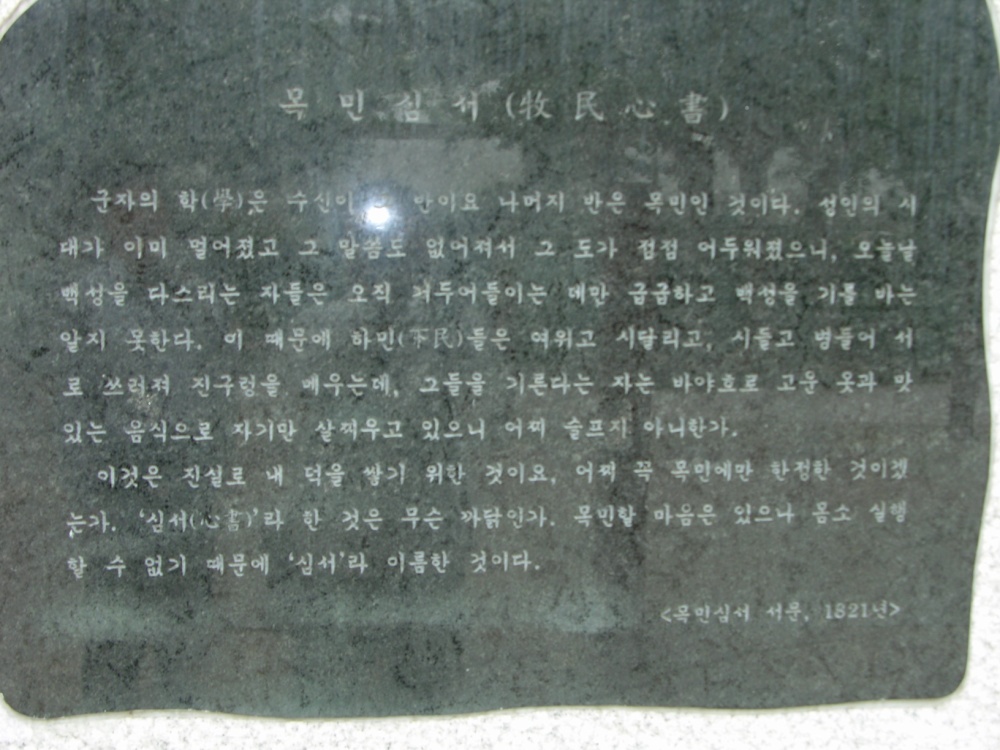 목민심서(牧民心書)
군자의 학(學)은 수신이 반이요 나머지 반은 목민인 것이다. 성인의 시
대가 이미 멀어졌고 그 말씀도 없어져서 그 도가 점점 어두워졌으니, 오늘날
백성을 다스리는 자들은 오직 거두어들이는 데만 급급하고 백성을 기를 바는
알지 못한다. 이 때문에 하민(下民)들은 여위고 시달리고, 시들고 병들어 서
로 쓰러져 진구렁을 메우는데, 그들을 기른다는 자는 바야흐로 고운 옷과 맛
있는 음식으로 자기만 살찌우고 있으니 어찌 슬프지 아니한가.
이것은 진실로 내 덕을 쌓기 위한 것이요, 어찌 꼭 목민에만 한정한 것이겠
는가. '심서(心書)'라 한 것은 무슨 까닭인가. 목민할 마음은 있으나 몸소 실행
할 수 없기 때문에 '심서'라 이름한 것이다.
<목민심서 서문, 1821년>